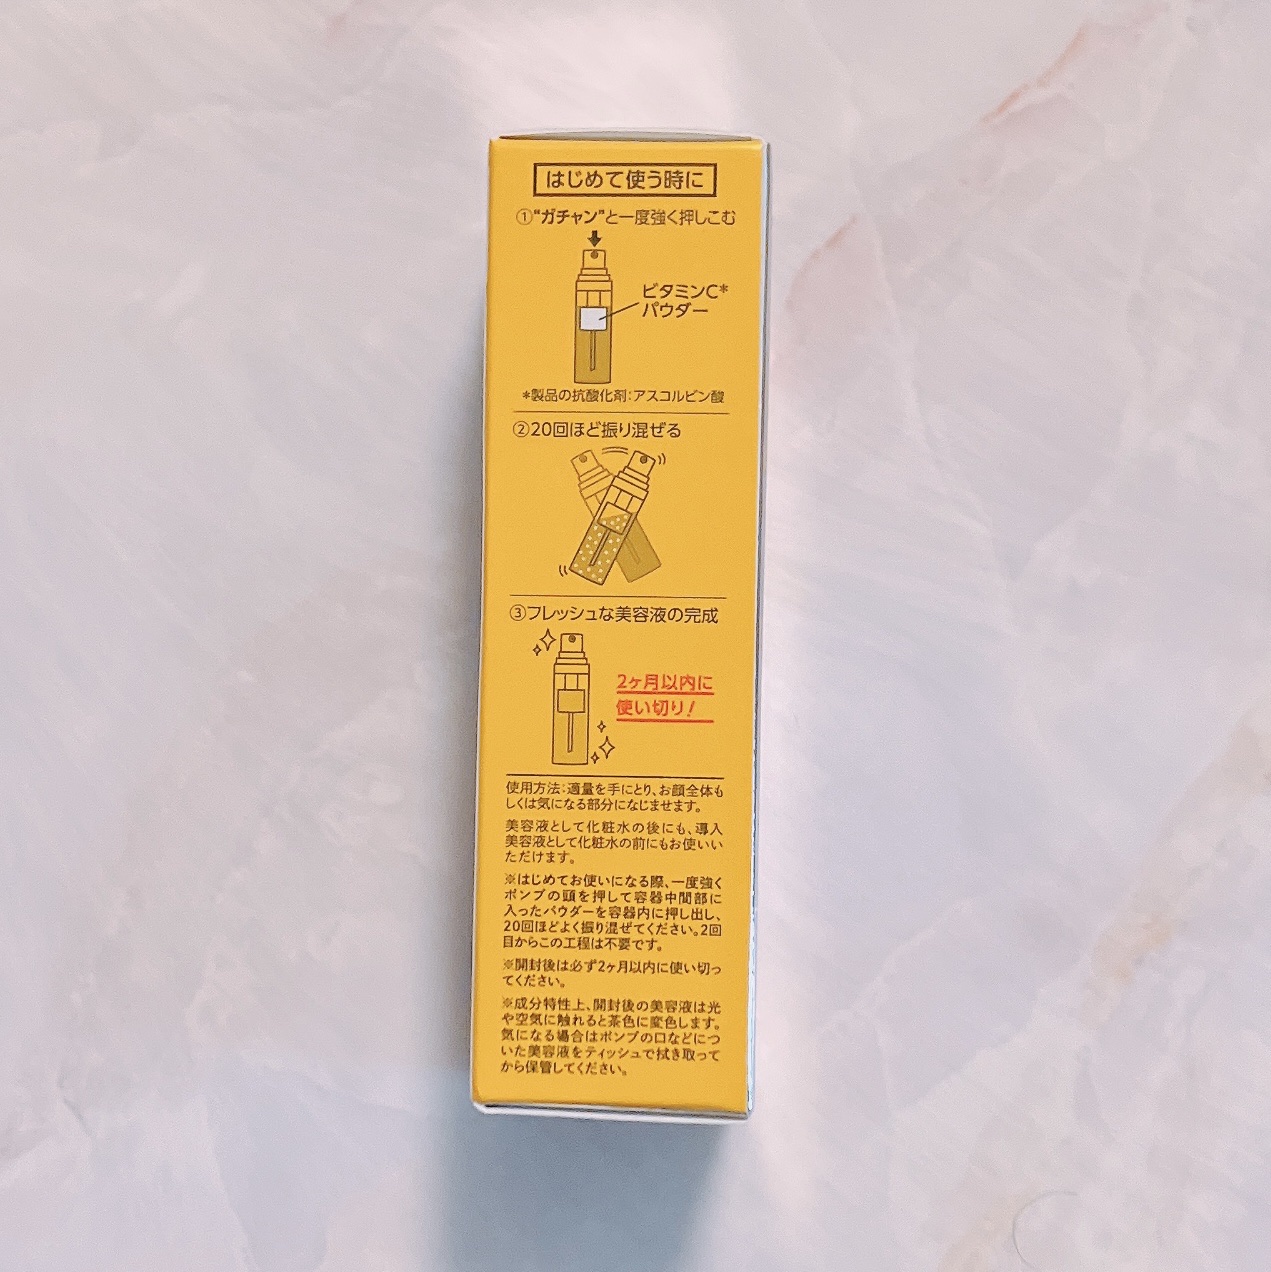 はじめて使う時に
①"ガチャン"と一度強く押しこむ
ビタミンC*
パウダー
*製品の抗酸化剤:アスコルビン酸
②20回ほど振り混ぜる
③フレッシュな美容液の完成
2ヶ月以内に
使い切り!
使用方法:適量を手にとり、お顔全体も
しくは気になる部分になじませます。
美容液として化粧水の後にも、導入
美容液として化粧水の前にもお使いい
ただけます。
※はじめてお使いになる際、一度強く
ポンプの頭を押して容器中間部に
入ったパウダーを容器内に押し出し、
20回ほどよく振り混ぜてください。2回
目からこの工程は不要です。
※開封後は必ず2ヶ月以内に使い切っ
てください。
※成分特性上、開封後の美容液は光
や空気に触れると茶色に変色します。
気になる場合はポンプの口などにつ
いた美容液をティッシュで拭き取って
から保管してください。